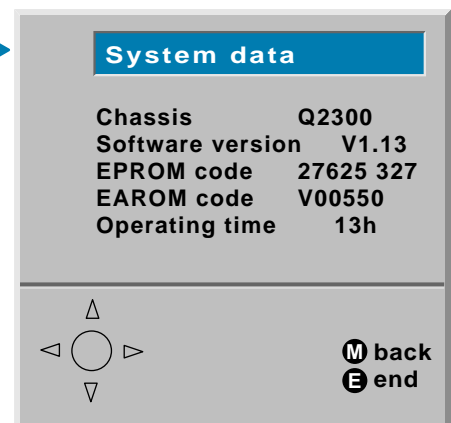 System data
Chassis Q2300
Software version V1.13
EPROM code 27625 327
EAROM code V00550
Operating time 13h
M back
E end